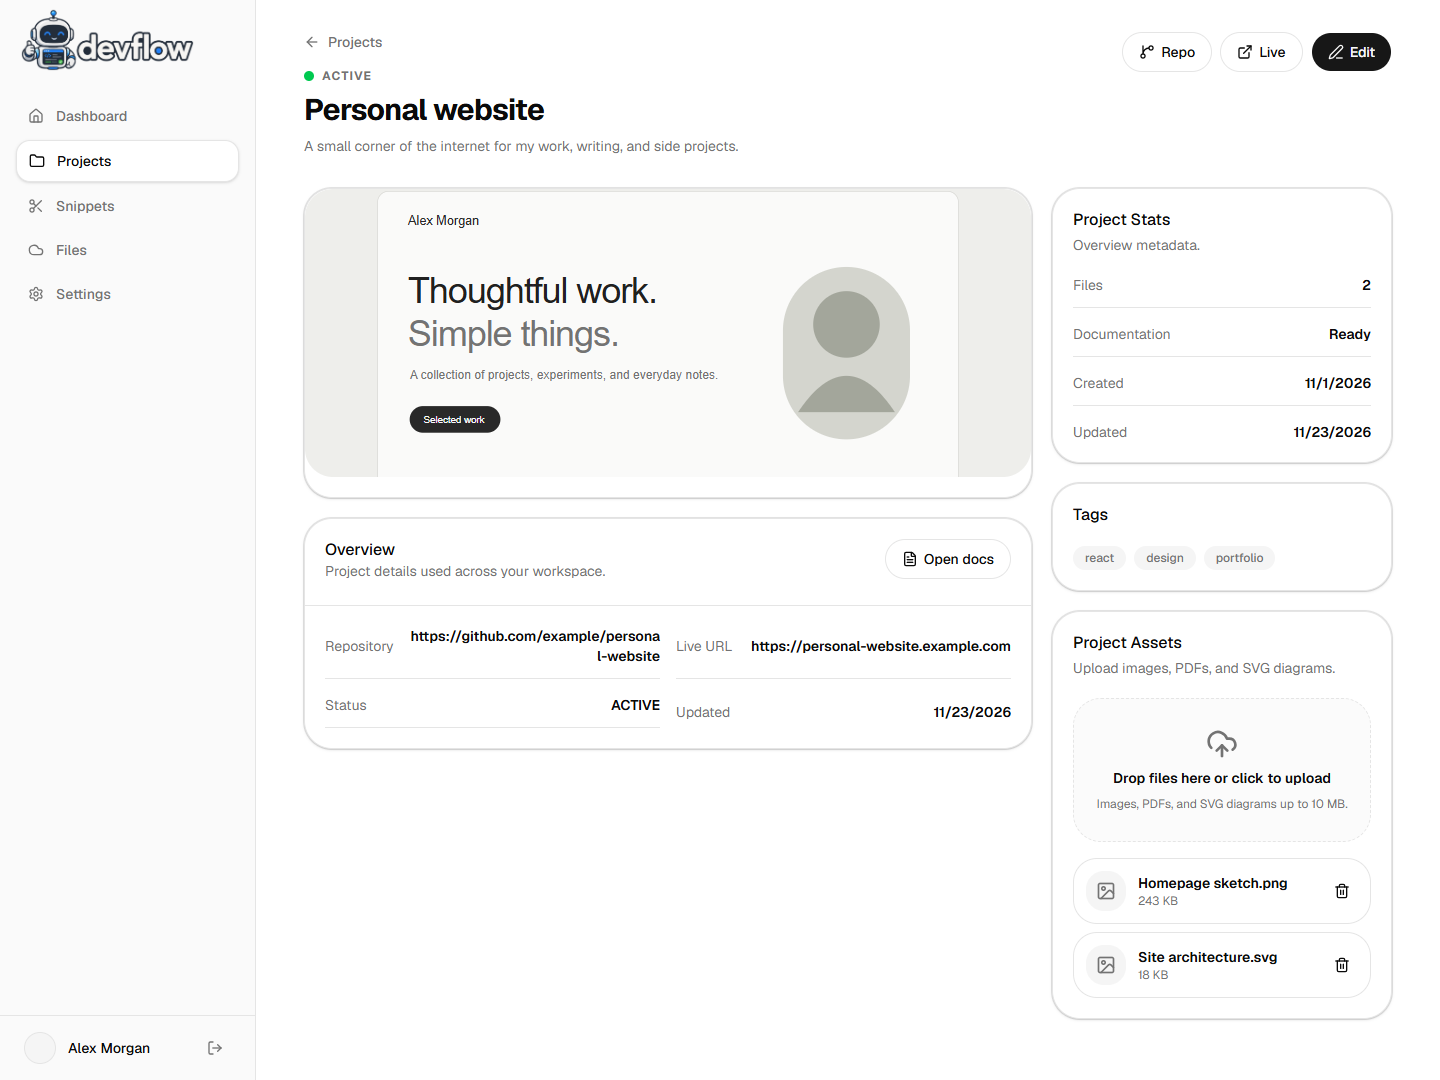 devflow
Dashboard
Projects
Snippets
Files
Settings
Alex Morgan
Projects
ACTIVE
Personal website
A small corner of the internet for my work, writing, and side projects.
Repo
Live
Edit
Alex Morgan
Thoughtful work.
Simple things.
A collection of projects, experiments, and everyday notes.
Selected work
Overview
Project details used across your workspace.
Open docs
Repository
https://github.com/example/persona
l-website
Live URL
https://personal-website.example.com
Status
ACTIVE
Updated
11/23/2026
Project Stats
Overview metadata.
Files
2
Documentation
Ready
Created
11/1/2026
Updated
11/23/2026
Tags
react
design
portfolio
Project Assets
Upload images, PDFs, and SVG diagrams.
Drop files here or click to upload
Images, PDFs, and SVG diagrams up to 10 MB.
Homepage sketch.png
243 KB
Site architecture.svg
18 KB